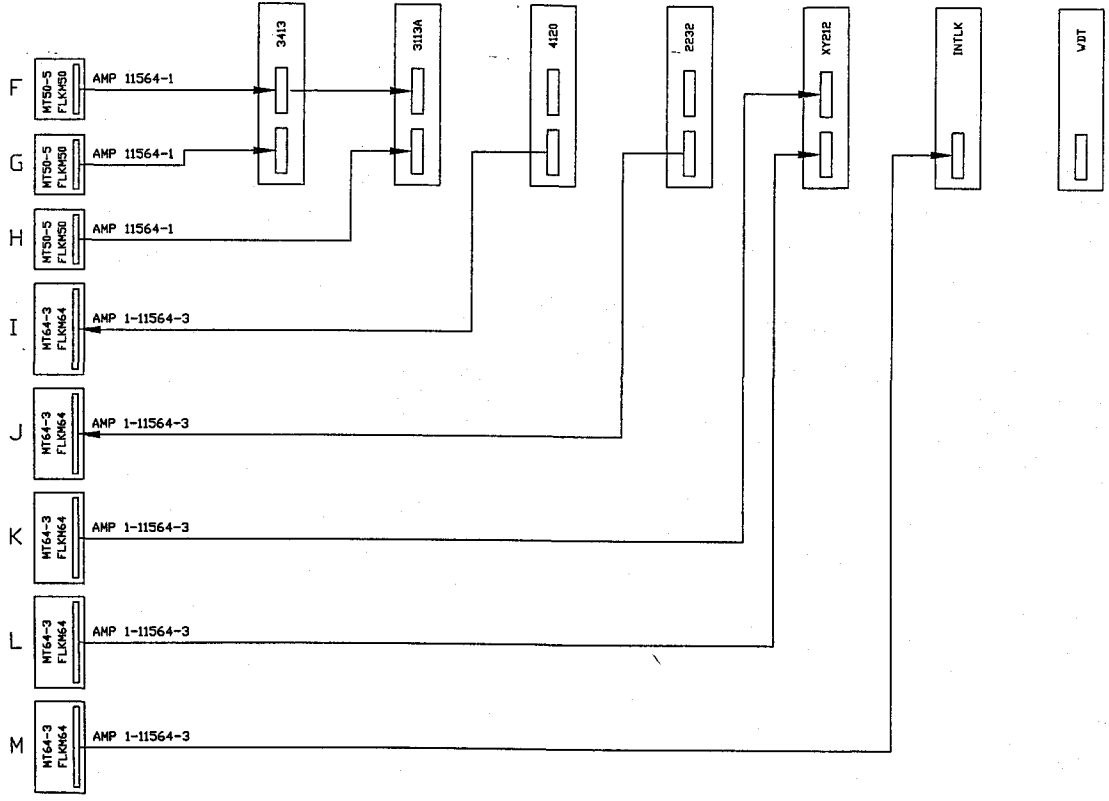 3413
3113A
4120
2232
XY212
INTLK
WDT
F
MT50-5
FLKM50
AMP 11564-1
G
MT50-5
FLKM50
AMP 11564-1
H
MT50-5
FLKM50
AMP 11564-1
I
MT64-3
FLKM64
AMP 1-11564-3
J
MT64-3
FLKM64
AMP 1-11564-3
K
MT64-3
FLKM64
AMP 1-11564-3
L
MT64-3
FLKM64
AMP 1-11564-3
M
MT64-3
FLKM64
AMP 1-11564-3